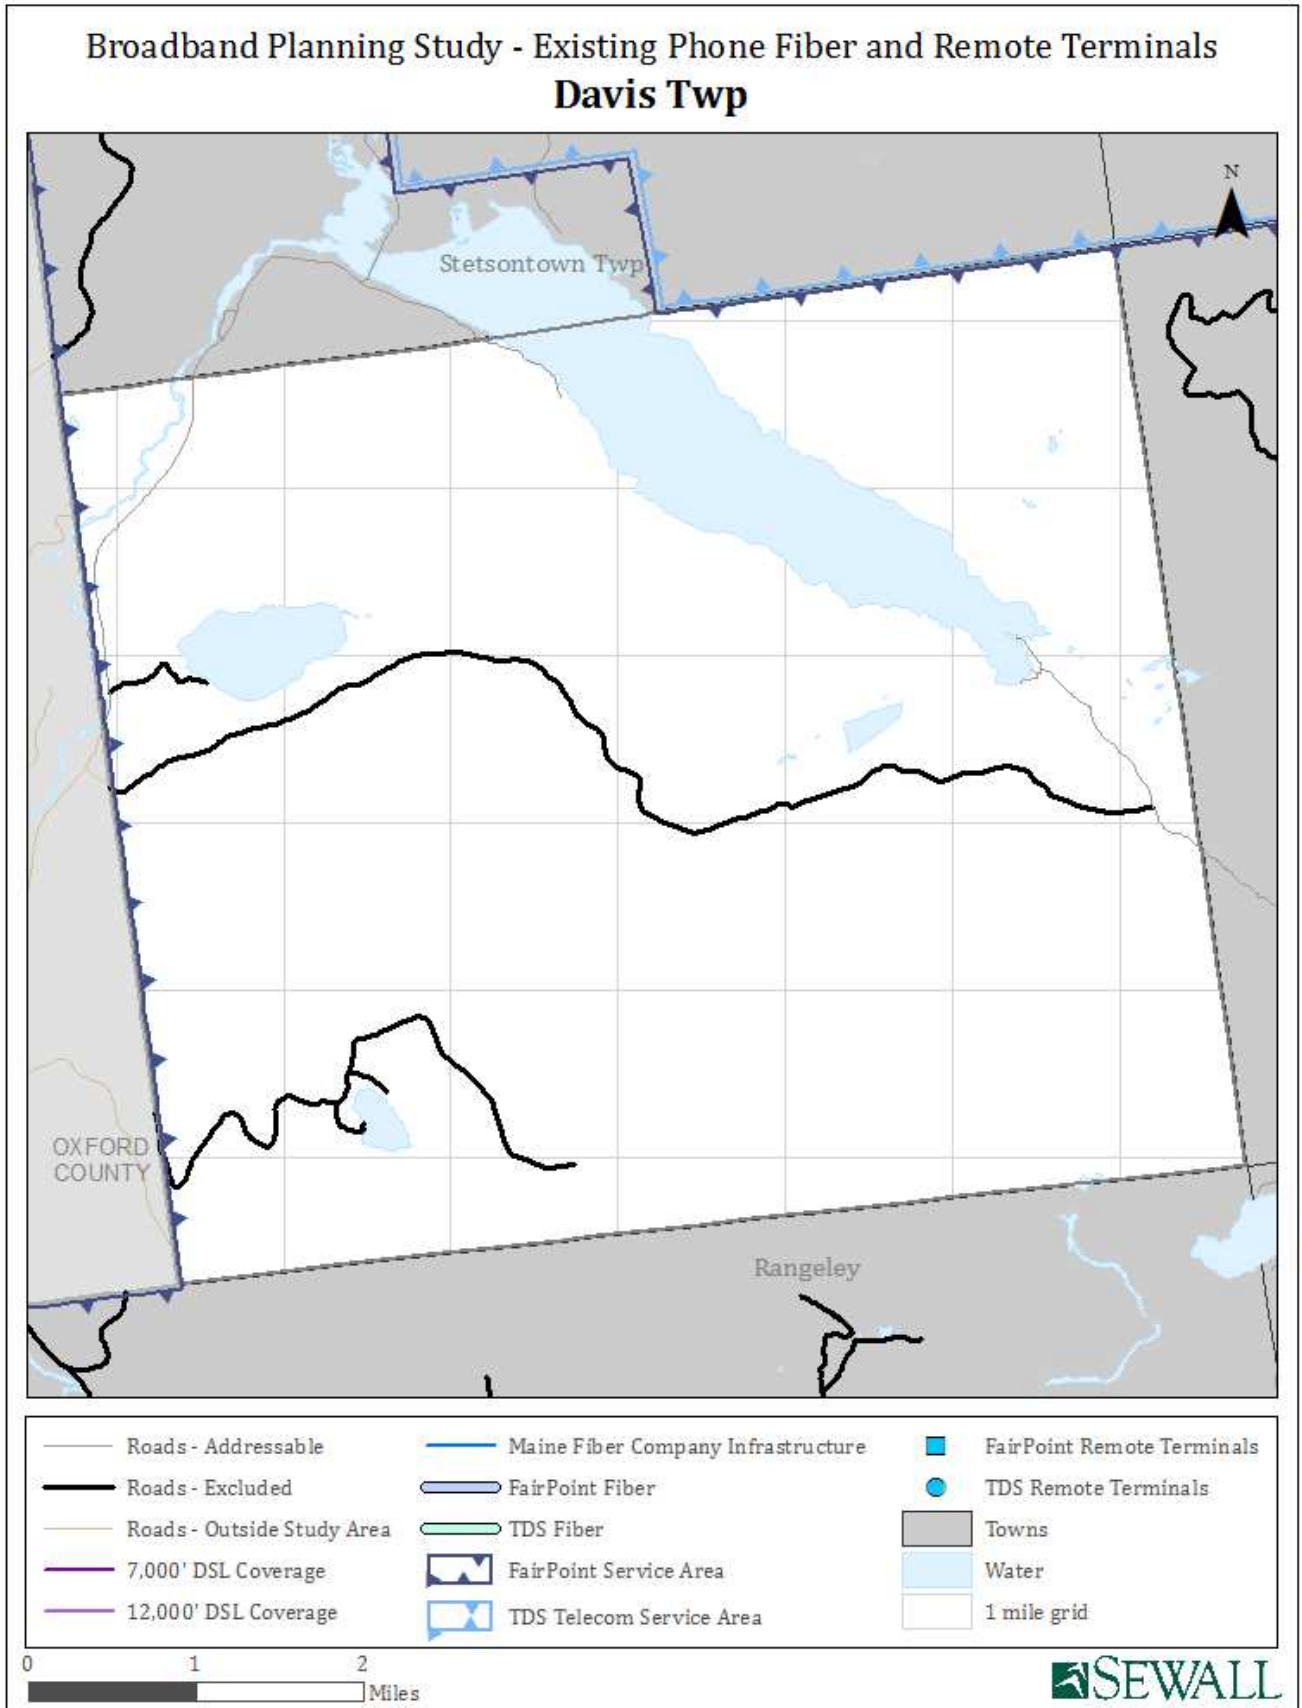 Broadband Planning Study - Existing Phone Fiber and Remote Terminals
Davis Twp
N
Stetsontown Twp
OXFORD
COUNTY
Rangeley
Roads - Addressable
Roads - Excluded
Roads - Outside Study Area
7,000' DSL Coverage
12,000' DSL Coverage
Maine Fiber Company Infrastructure
FairPoint Fiber
TDS Fiber
FairPoint Service Area
TDS Telecom Service Area
FairPoint Remote Terminals
TDS Remote Terminals
Towns
Water
1 mile grid
0 1 2
Miles
SEWALL